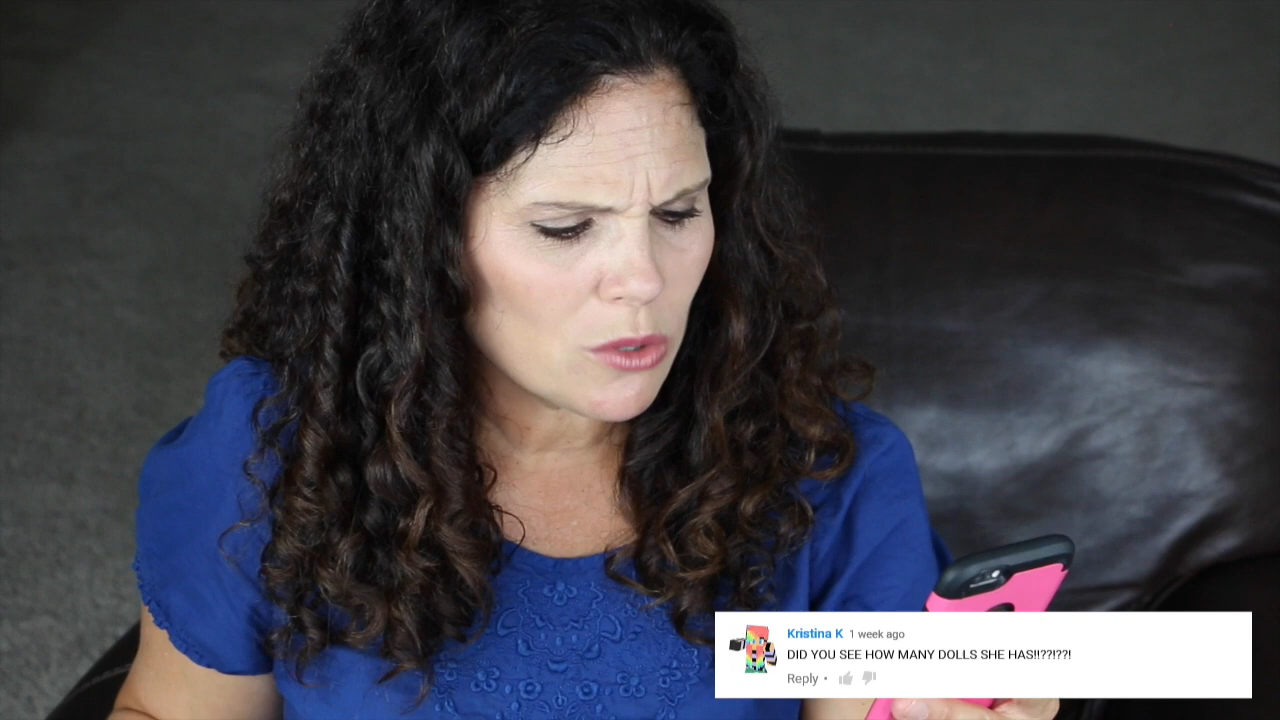 Kristina K 1 week ago
DID YOU SEE HOW MANY DOLLS SHE HAS!!??!??!
Reply •